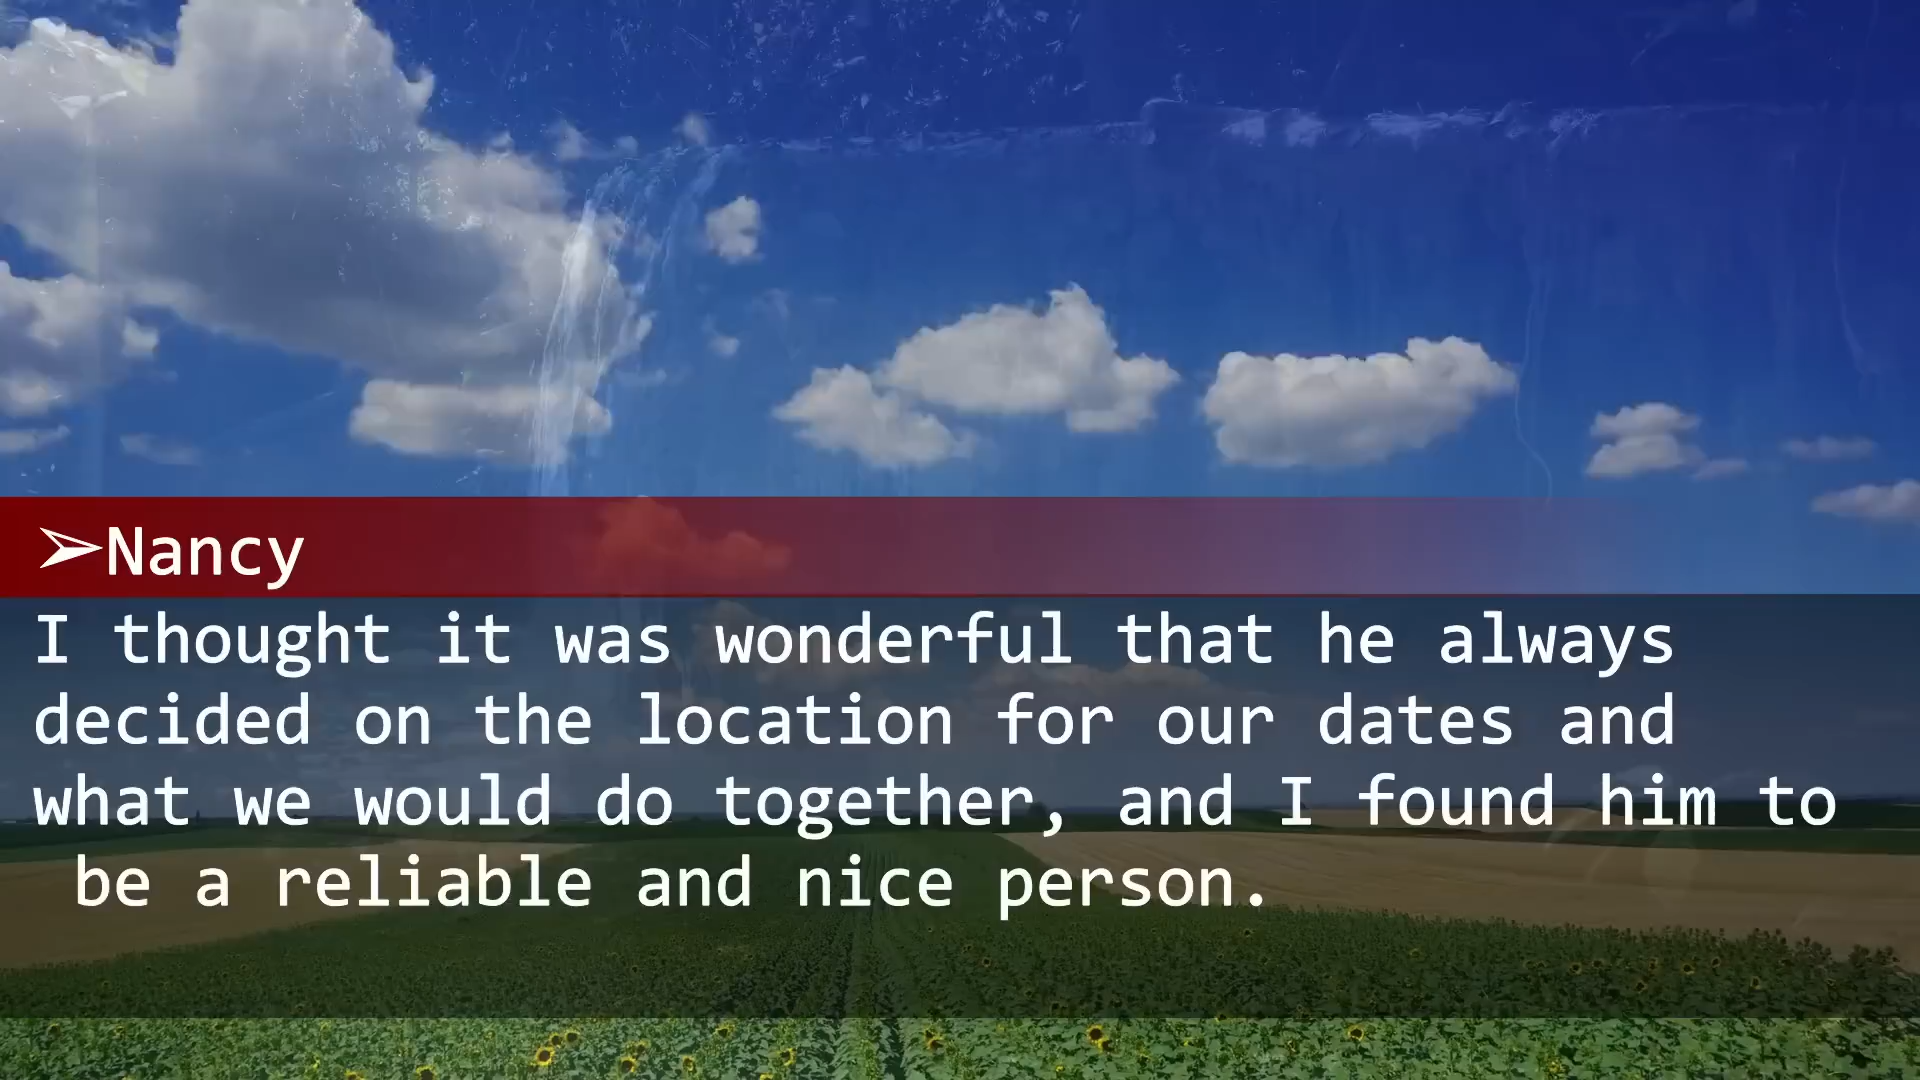 ➢Nancy
I thought it was wonderful that he always
decided on the location for our dates and
what we would do together, and I found him to
be a reliable and nice person.